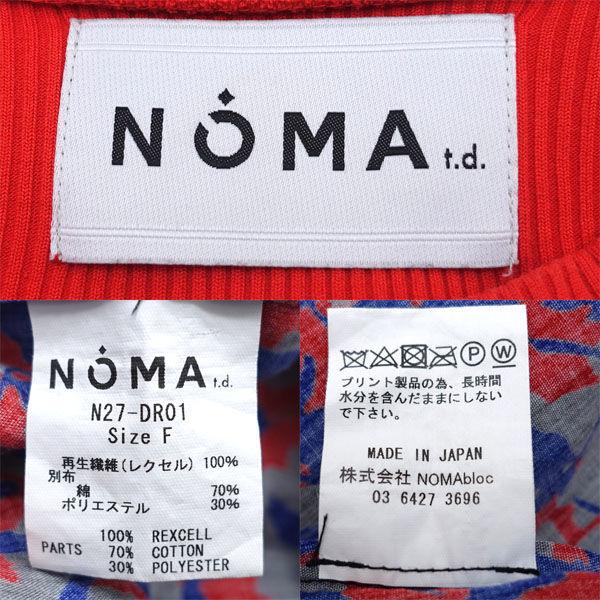 NOMA t.d.
NOMA t.d.
N27-DR01
Size F
再生繊維(レクセル) 100%
別布
綿 70%
ポリエステル 30%
100% REXCELL
PARTS 70% COTTON
30% POLYESTER
P W
プリント製品の為、長時間
水分を含んだままにしない
で下さい。
MADE IN JAPAN
株式会社 NOMAbloc
03 6427 3696